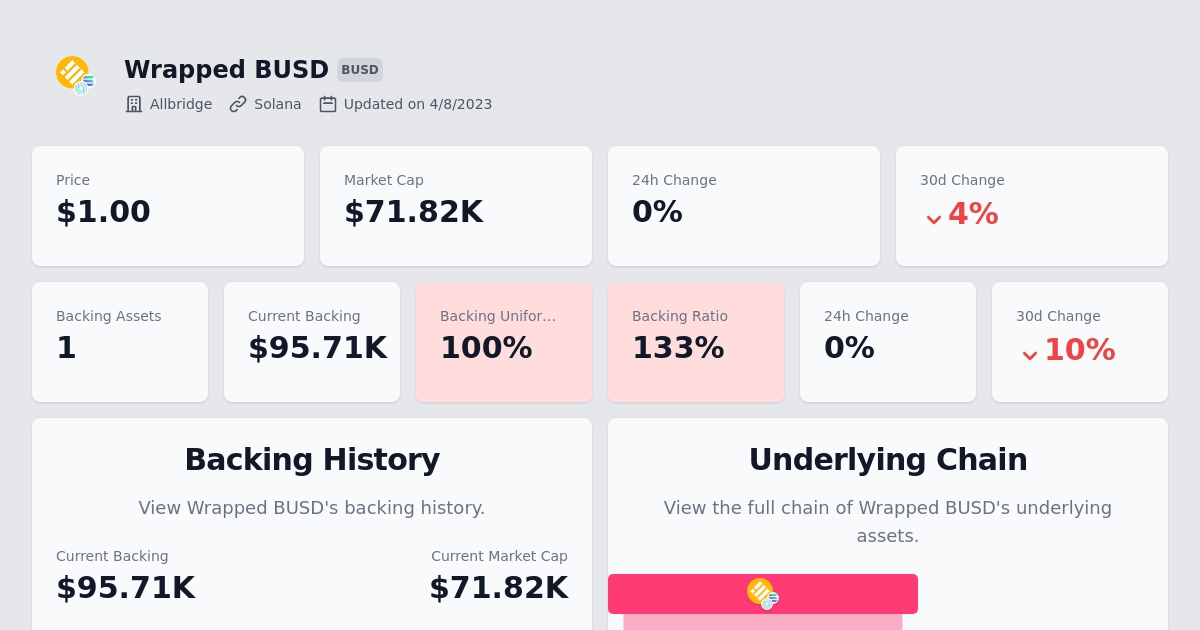 Wrapped BUSD BUSD
Allbridge Solana Updated on 4/8/2023
Price Market Cap 24h Change 30d Change
$1.00 $71.82K 0% 4%
Backing Assets Current Backing Backing Unifor... Backing Ratio 24h Change 30d Change
1 $95.71K 100% 133% 0% 10%
Backing History
View Wrapped BUSD's backing history.
Current Backing Current Market Cap
$95.71K $71.82K
Underlying Chain
View the full chain of Wrapped BUSD's underlying
assets.